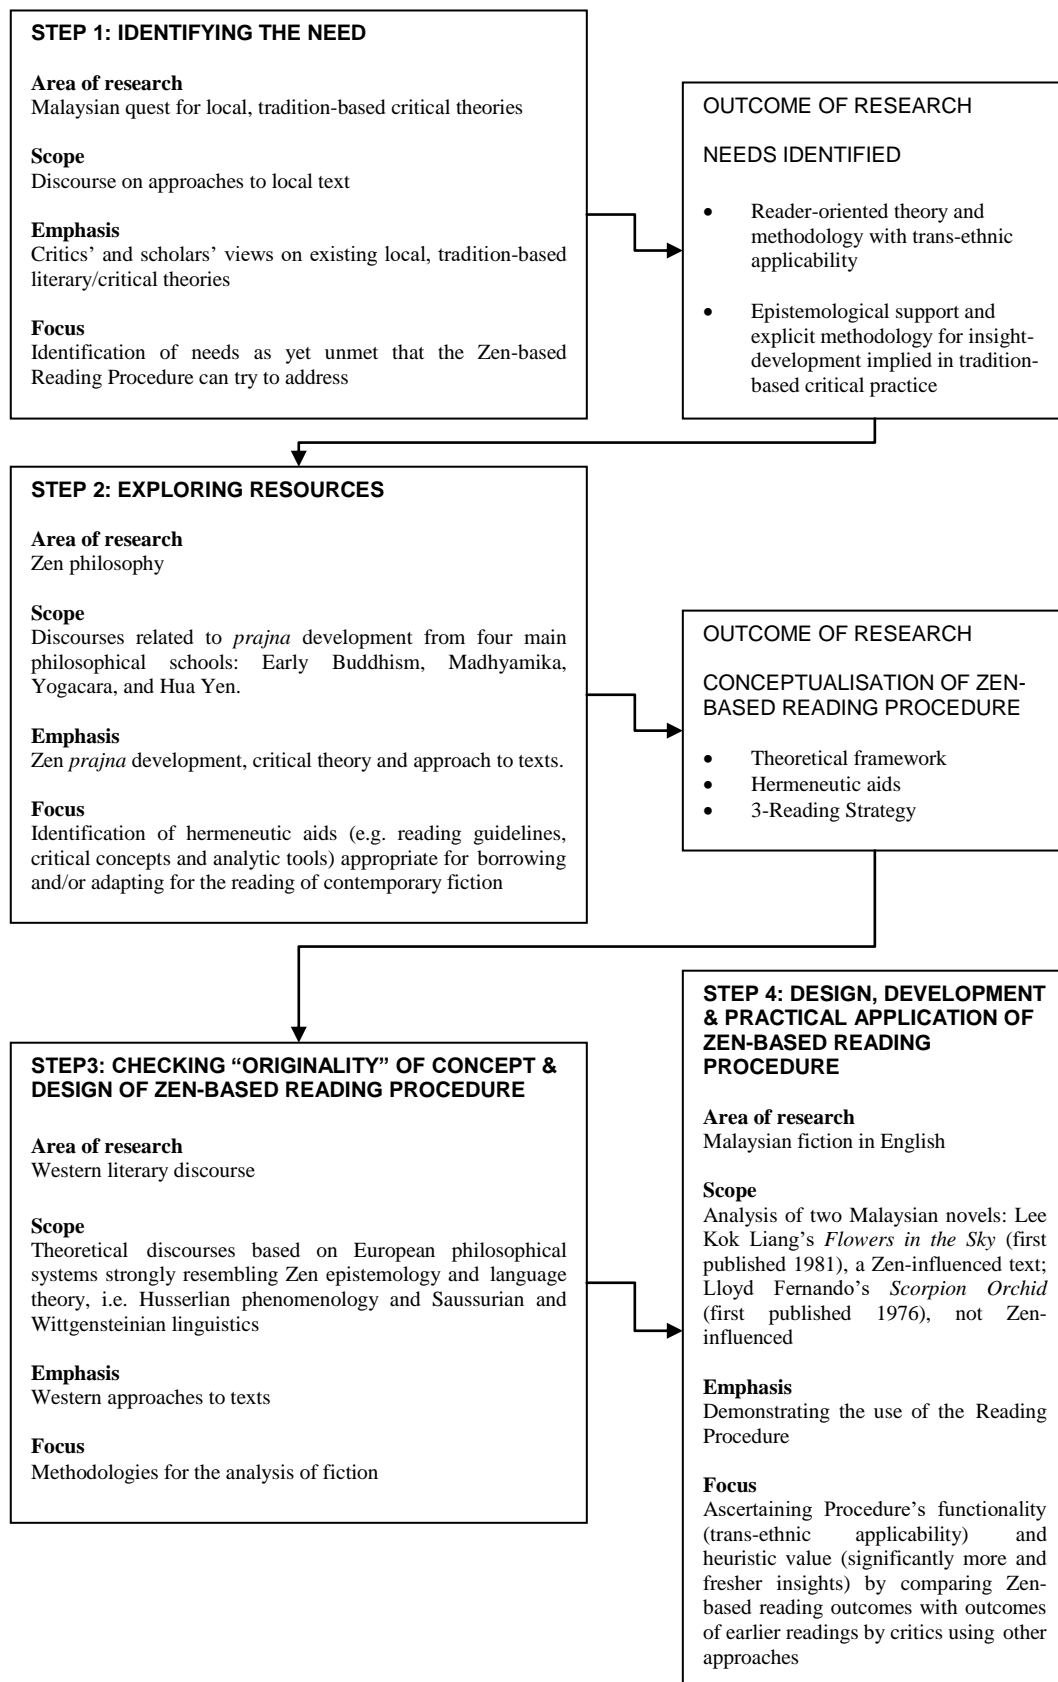 STEP 1: IDENTIFYING THE NEED
Area of research
Malaysian quest for local, tradition-based critical theories
Scope
Discourse on approaches to local text
Emphasis
Critics’ and scholars’ views on existing local, tradition-based
literary/critical theories
Focus
Identification of needs as yet unmet that the Zen-based
Reading Procedure can try to address
OUTCOME OF RESEARCH
NEEDS IDENTIFIED
• Reader-oriented theory and
methodology with trans-ethnic
applicability
• Epistemological support and
explicit methodology for insight-
development implied in tradition-
based critical practice
STEP 2: EXPLORING RESOURCES
Area of research
Zen philosophy
Scope
Discourses related to prajna development from four main
philosophical schools: Early Buddhism, Madhyamika,
Yogacara, and Hua Yen.
Emphasis
Zen prajna development, critical theory and approach to texts.
Focus
Identification of hermeneutic aids (e.g. reading guidelines,
critical concepts and analytic tools) appropriate for borrowing
and/or adapting for the reading of contemporary fiction
OUTCOME OF RESEARCH
CONCEPTUALISATION OF ZEN-
BASED READING PROCEDURE
• Theoretical framework
• Hermeneutic aids
• 3-Reading Strategy
STEP3: CHECKING “ORIGINALITY” OF CONCEPT &
DESIGN OF ZEN-BASED READING PROCEDURE
Area of research
Western literary discourse
Scope
Theoretical discourses based on European philosophical
systems strongly resembling Zen epistemology and language
theory, i.e. Husserlian phenomenology and Saussurian and
Wittgensteinian linguistics
Emphasis
Western approaches to texts
Focus
Methodologies for the analysis of fiction
STEP 4: DESIGN, DEVELOPMENT
& PRACTICAL APPLICATION OF
ZEN-BASED READING
PROCEDURE
Area of research
Malaysian fiction in English
Scope
Analysis of two Malaysian novels: Lee
Kok Liang’s Flowers in the Sky (first
published 1981), a Zen-influenced text;
Lloyd Fernando’s Scorpion Orchid
(first published 1976), not Zen-
influenced
Emphasis
Demonstrating the use of the Reading
Procedure
Focus
Ascertaining Procedure’s functionality
(trans-ethnic applicability) and
heuristic value (significantly more and
fresher insights) by comparing Zen-
based reading outcomes with outcomes
of earlier readings by critics using other
approaches